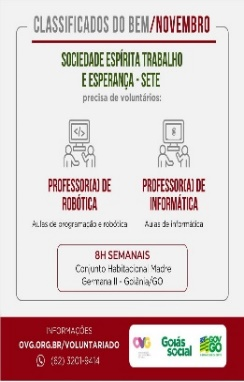 CLASSIFICADOS DO BEM/NOVEMBRO
SOCIEDADE ESPÍRITA TRABALHO
E ESPERANÇA - SETE
precisa de voluntários:
PROFESSOR(A) DE
ROBÓTICA
Aulas de programação e robótica
PROFESSOR(A) DE
INFORMÁTICA
Aulas de informática
8H SEMANAIS
Conjunto Habitacional Madre
Germana II - Goiânia/GO
INFORMAÇÕES
OVG.ORG.BR/VOLUNTARIADO
(62) 3201-9414
OVG
Goiás
social
GOV
GO